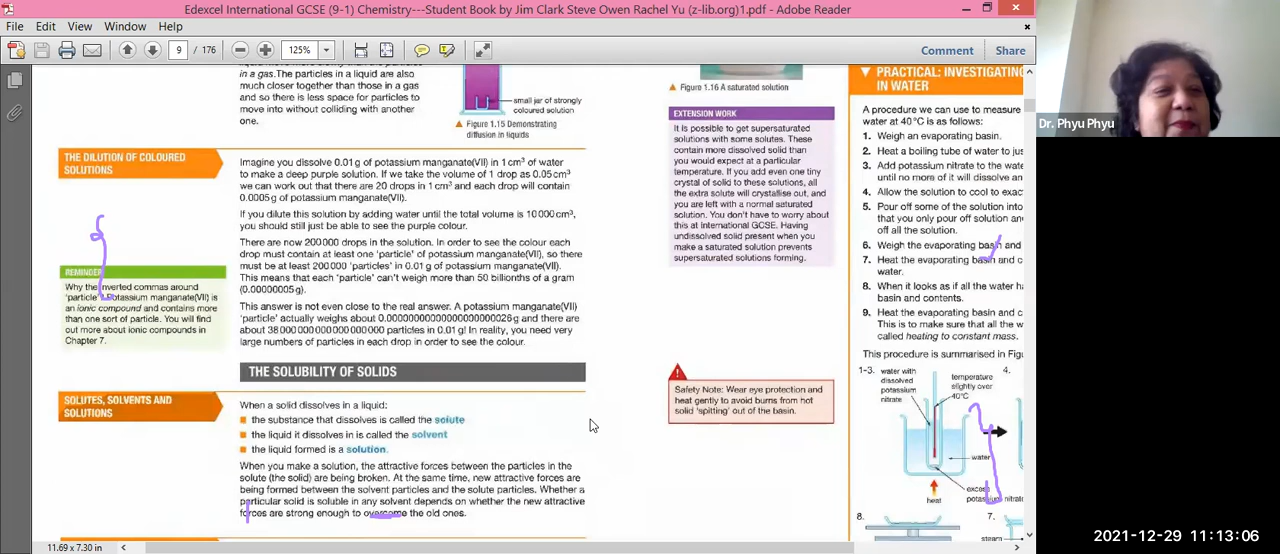 Edexcel International GCSE (9-1) Chemistry---Student Book by Jim Clark Steve Owen Rachel Yu (z-lib.org)1.pdf - Adobe Reader
File Edit View Window Help
9 / 176
125%
Comment Share
in a gas. The particles in a liquid are also
much closer together than those in a gas
and so there is less space for particles to
move into without colliding with another
one.
small jar of strongly
coloured solution
Figure 1.15 Demonstrating
diffusion in liquids
THE DILUTION OF COLOURED
SOLUTIONS
Imagine you dissolve 0.01 g of potassium manganate(VII) in 1 cm³ of water
to make a deep purple solution. If we take the volume of 1 drop as 0.05 cm³
we can work out that there are 20 drops in 1 cm³ and each drop will contain
0.0005 g of potassium manganate(VII).
If you dilute this solution by adding water until the total volume is 10 000 cm³,
you should still just be able to see the purple colour.
There are now 200 000 drops in the solution. In order to see the colour each
drop must contain at least one 'particle' of potassium manganate(VII), so there
must be at least 200 000 'particles' in 0.01 g of potassium manganate(VII).
This means that each 'particle' can't weigh more than 50 billionths of a gram
(0.00000005 g).
This answer is not even close to the real answer. A potassium manganate(VII)
'particle' actually weighs about
about 38 000 000 000 000 000 000 particles in 0.01 g! In reality, you need very
large numbers of particles in each drop in order to see the colour.
REMINDER
Why the inverted commas around
'particle'? Potassium manganate(VII) is
an ionic compound and contains more
than one sort of particle. You will find
out more about ionic compounds in
Chapter 7.
THE SOLUBILITY OF SOLIDS
SOLUTES, SOLVENTS AND
SOLUTIONS
When a solid dissolves in a liquid:
the substance that dissolves is called the solute
the liquid it dissolves in is called the solvent
the liquid formed is a solution.
When you make a solution, the attractive forces between the particles in the
solute (the solid) are being broken. At the same time, new attractive forces are
being formed between the solvent particles and the solute particles. Whether a
particular solid is soluble in any solvent depends on whether the new attractive
forces are strong enough to overcome the old ones.
Figure 1.16 A saturated solution
EXTENSION WORK
It is possible to get supersaturated
solutions with some solutes. These
contain more dissolved solid than
you would expect at a particular
temperature. If you add even one tiny
crystal of solid to these solutions, all
the extra solute will crystallise out, and
you are left with a normal saturated
solution. You don't have to worry about
this at International GCSE. Having
undissolved solid present when you
make a saturated solution prevents
supersaturated solutions forming.
Safety Note: Wear eye protection and
heat gently to avoid burns from hot
solid 'spitting' out of the basin.
PRACTICAL: INVESTIGATING
IN WATER
A procedure we can use to measure
water at 40 °C is as follows:
1. Weigh an evaporating basin.
2. Heat a boiling tube of water to jus
3. Add potassium nitrate to the wate
until no more of it will dissolve an
4. Allow the solution to cool to exac
5. Pour off some of the solution into
that you only pour off solution and
off all the solution.
6. Weigh the evaporating basin and
7. Heat the evaporating basin and c
water.
8. When it looks as if all the water ha
basin and contents.
9. Heat the evaporating basin and c
This is to make sure that all the w
called heating to constant mass.
This procedure is summarised in Figu
1-3. water with
dissolved
potassium
nitrate
temperature
slightly over
40°C
4.
water
excess
potassium nitrate
heat
8.
7.
steam
Dr. Phyu Phyu
11.69 x 7.30 in
2021-12-29 11:13:06